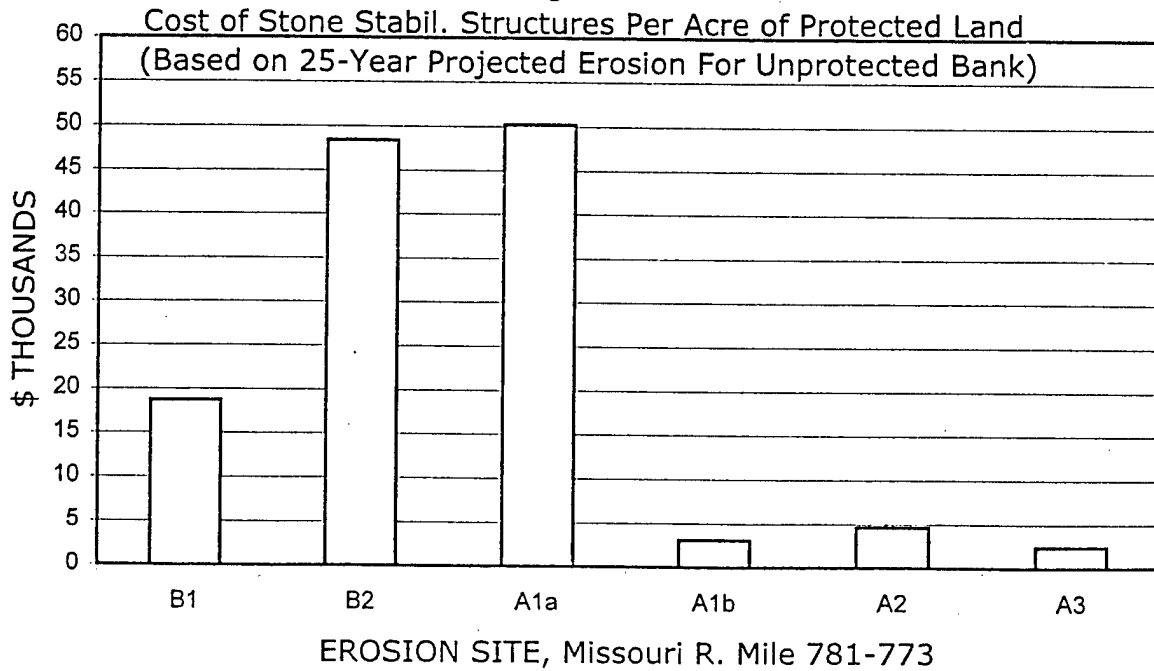 Cost of Stone Stabil. Structures Per Acre of Protected Land
(Based on 25-Year Projected Erosion For Unprotected Bank)
60
55
50
45
40
35
30
25
20
15
10
5
0
$ THOUSANDS
B1 B2 A1a A1b A2 A3
EROSION SITE, Missouri R. Mile 781-773